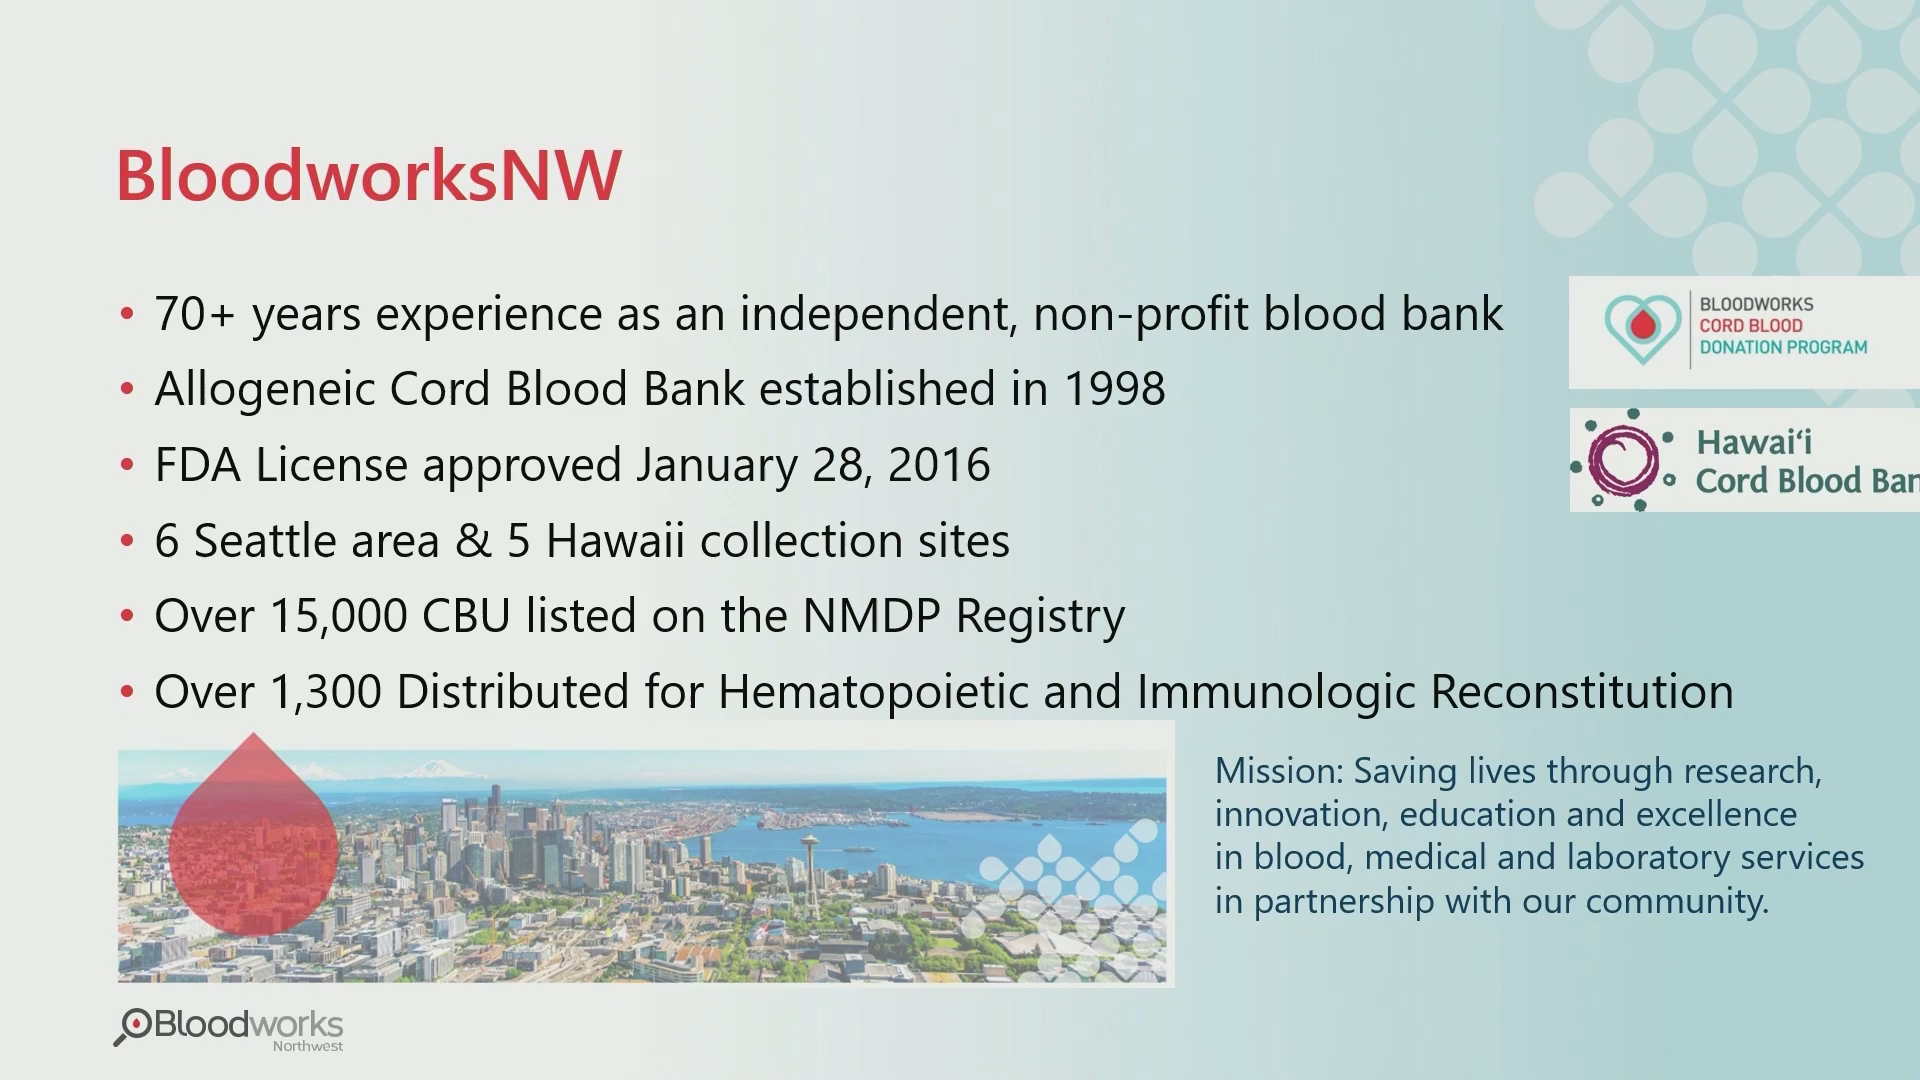 BloodworksNW
• 70+ years experience as an independent, non-profit blood bank
• Allogeneic Cord Blood Bank established in 1998
• FDA License approved January 28, 2016
• 6 Seattle area & 5 Hawaii collection sites
• Over 15,000 CBU listed on the NMDP Registry
• Over 1,300 Distributed for Hematopoietic and Immunologic Reconstitution
BLOODWORKS
CORD BLOOD
DONATION PROGRAM
Hawaiʻi
Cord Blood Ban
Mission: Saving lives through research,
innovation, education and excellence
in blood, medical and laboratory services
in partnership with our community.
Bloodworks
Northwest